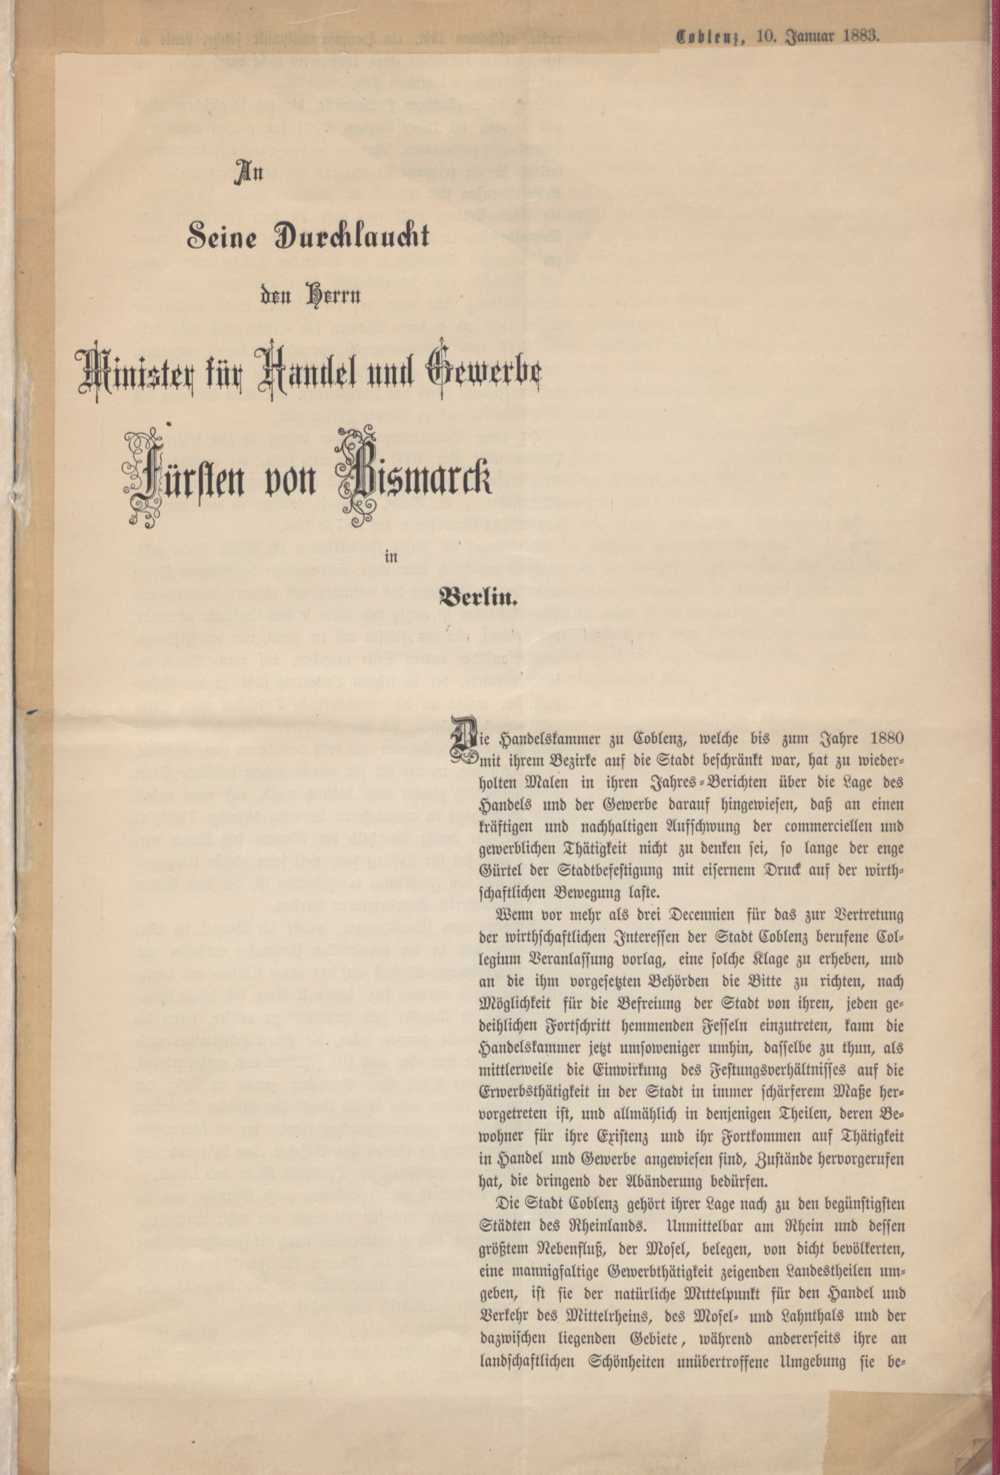 Coblenz, 10. Januar 1883.
An
Seine Durchlaucht
den Herrn
Minister für Handel und Gewerbe
Fürsten von Bismarck
in
Berlin.
Die Handelskammer zu Coblenz, welche bis zum Jahre 1880
mit ihrem Bezirke auf die Stadt beschränkt war, hat zu wieder-
holten Malen in ihren Jahres-Berichten über die Lage des
Handels und der Gewerbe darauf hingewiesen, daß an einen
kräftigen und nachhaltigen Aufschwung der commerciellen und
gewerblichen Thätigkeit nicht zu denken sei, so lange der enge
Gürtel der Stadtbefestigung mit eisernem Druck auf der wirth-
schaftlichen Bewegung laste.
Wenn vor mehr als drei Decennien für das zur Vertretung
der wirthschaftlichen Interessen der Stadt Coblenz berufene Col-
legium Veranlassung vorlag, eine solche Klage zu erheben, und
an die ihm vorgesetzten Behörden die Bitte zu richten, nach
Möglichkeit für die Befreiung der Stadt von ihren, jeden ge-
deihlichen Fortschritt hemmenden Fesseln einzutreten, kann die
Handelskammer jetzt umsoweniger umhin, dasselbe zu thun, als
mittlerweile die Einwirkung des Festungsverhältnisses auf die
Erwerbsthätigkeit in der Stadt in immer schärferem Maße her-
vorgetreten ist, und allmählich in denjenigen Theilen, deren Be-
wohner für ihre Existenz und ihr Fortkommen auf Thätigkeit
in Handel und Gewerbe angewiesen sind, Zustände hervorgerufen
hat, die dringend der Abänderung bedürfen.
Die Stadt Coblenz gehört ihrer Lage nach zu den begünstigsten
Städten des Rheinlands. Unmittelbar am Rhein und dessen
größtem Nebenfluß, der Mosel, belegen, von dicht bevölkerten,
eine mannigfaltige Gewerbthätigkeit zeigenden Landestheilen um-
geben, ist sie der natürliche Mittelpunkt für den Handel und
Verkehr des Mittelrheins, des Mosel- und Lahnthals und der
dazwischen liegenden Gebiete, während andererseits ihre an
landschaftlichen Schönheiten unübertroffene Umgebung sie be-